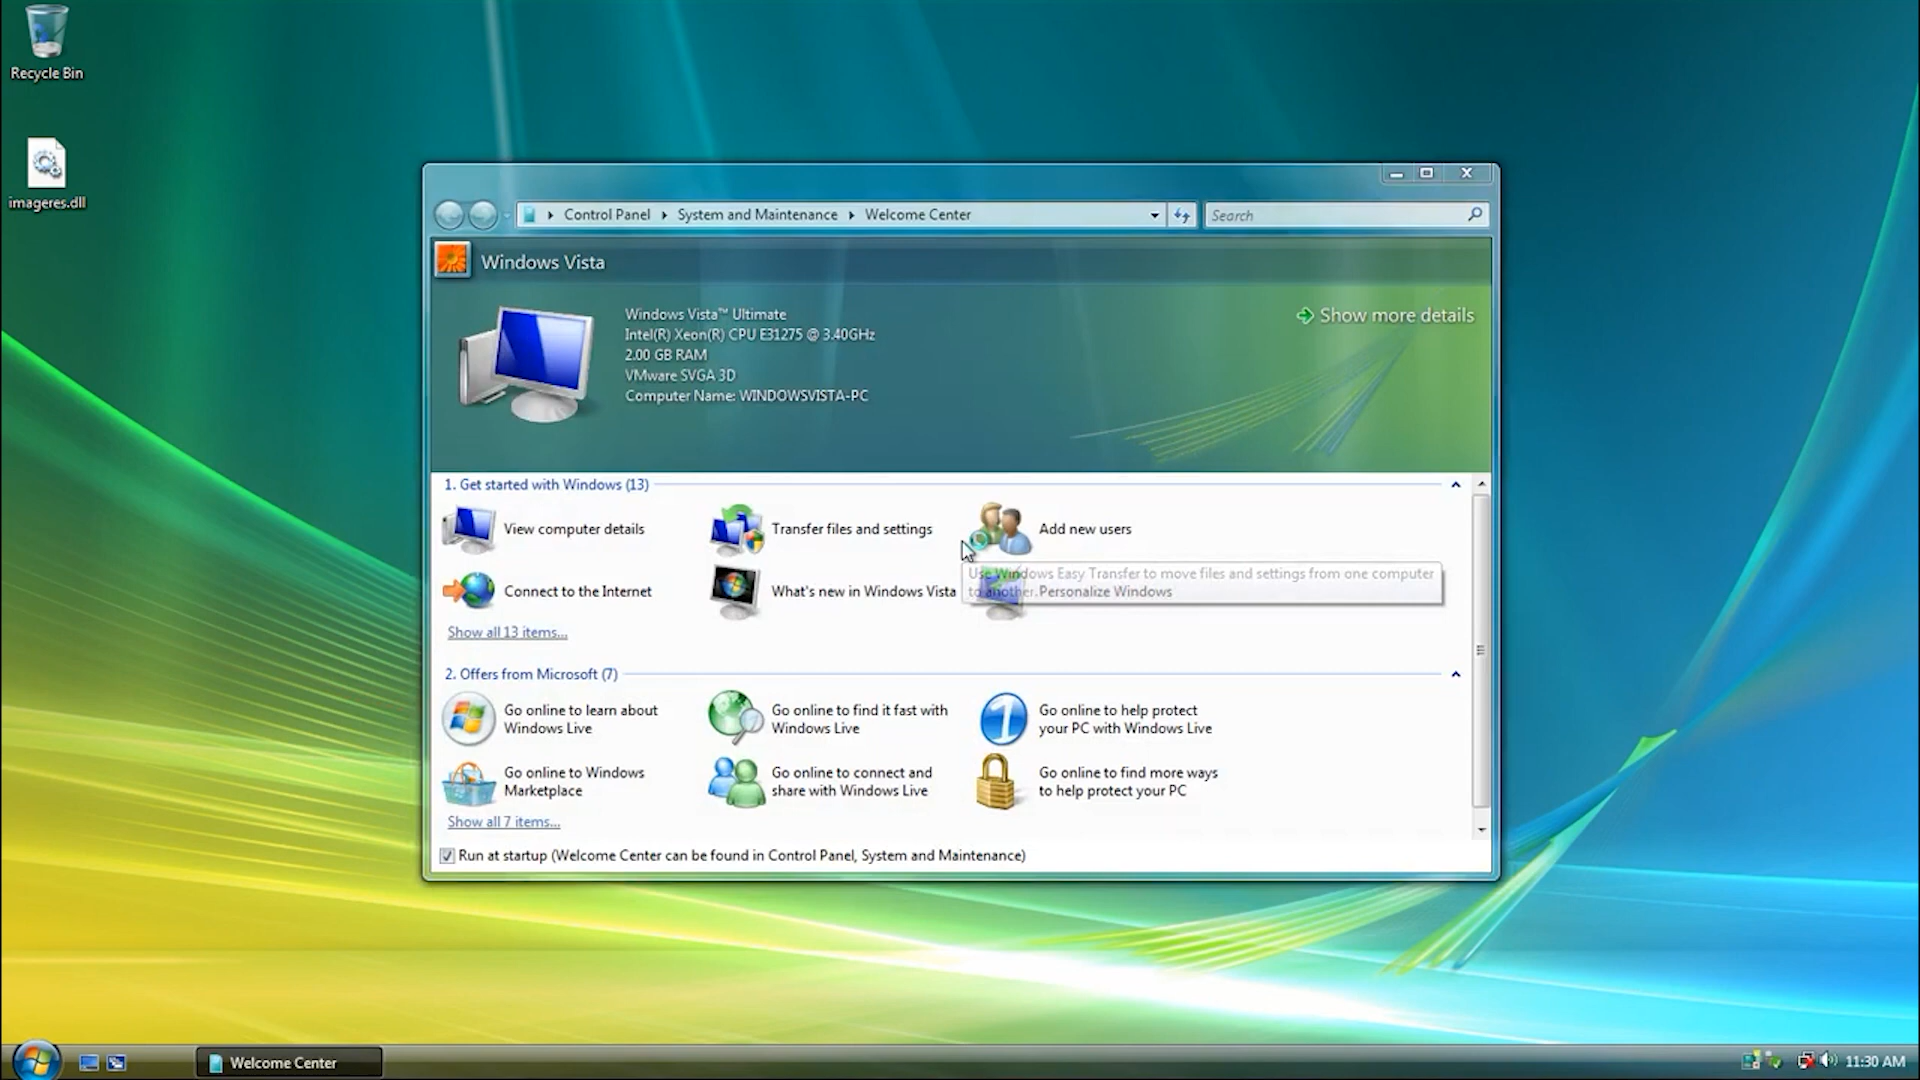 Recycle Bin
imageres.dll
Control Panel System and Maintenance Welcome Center
Search
Windows Vista
Windows Vista™ Ultimate
Intel(R) Xeon(R) CPU E31275 @ 3.40GHz
2.00 GB RAM
VMware SVGA 3D
Computer Name: WINDOWSVISTA-PC
Show more details
1. Get started with Windows (13)
View computer details
Transfer files and settings
Add new users
Connect to the Internet
What's new in Windows Vista
Use Windows Easy Transfer to move files and settings from one computer
to another.
Personalize Windows
Show all 13 items...
2. Offers from Microsoft (7)
Go online to learn about
Windows Live
Go online to find it fast with
Windows Live
Go online to help protect
your PC with Windows Live
Go online to Windows
Marketplace
Go online to connect and
share with Windows Live
Go online to find more ways
to help protect your PC
Show all 7 items...
Run at startup (Welcome Center can be found in Control Panel, System and Maintenance)
Welcome Center
11:30 AM